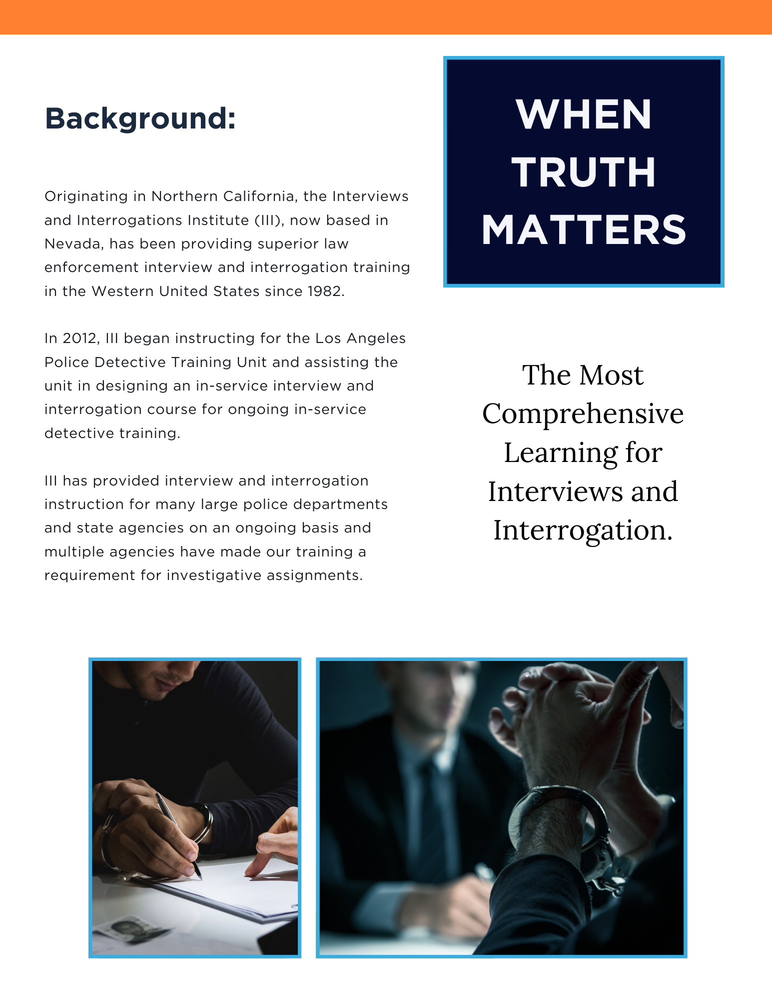 Background:
Originating in Northern California, the Interviews
and Interrogations Institute (III), now based in
Nevada, has been providing superior law
enforcement interview and interrogation training
in the Western United States since 1982.
In 2012, III began instructing for the Los Angeles
Police Detective Training Unit and assisting the
unit in designing an in-service interview and
interrogation course for ongoing in-service
detective training.
III has provided interview and interrogation
instruction for many large police departments
and state agencies on an ongoing basis and
multiple agencies have made our training a
requirement for investigative assignments.
WHEN
TRUTH
MATTERS
The Most
Comprehensive
Learning for
Interviews and
Interrogation.